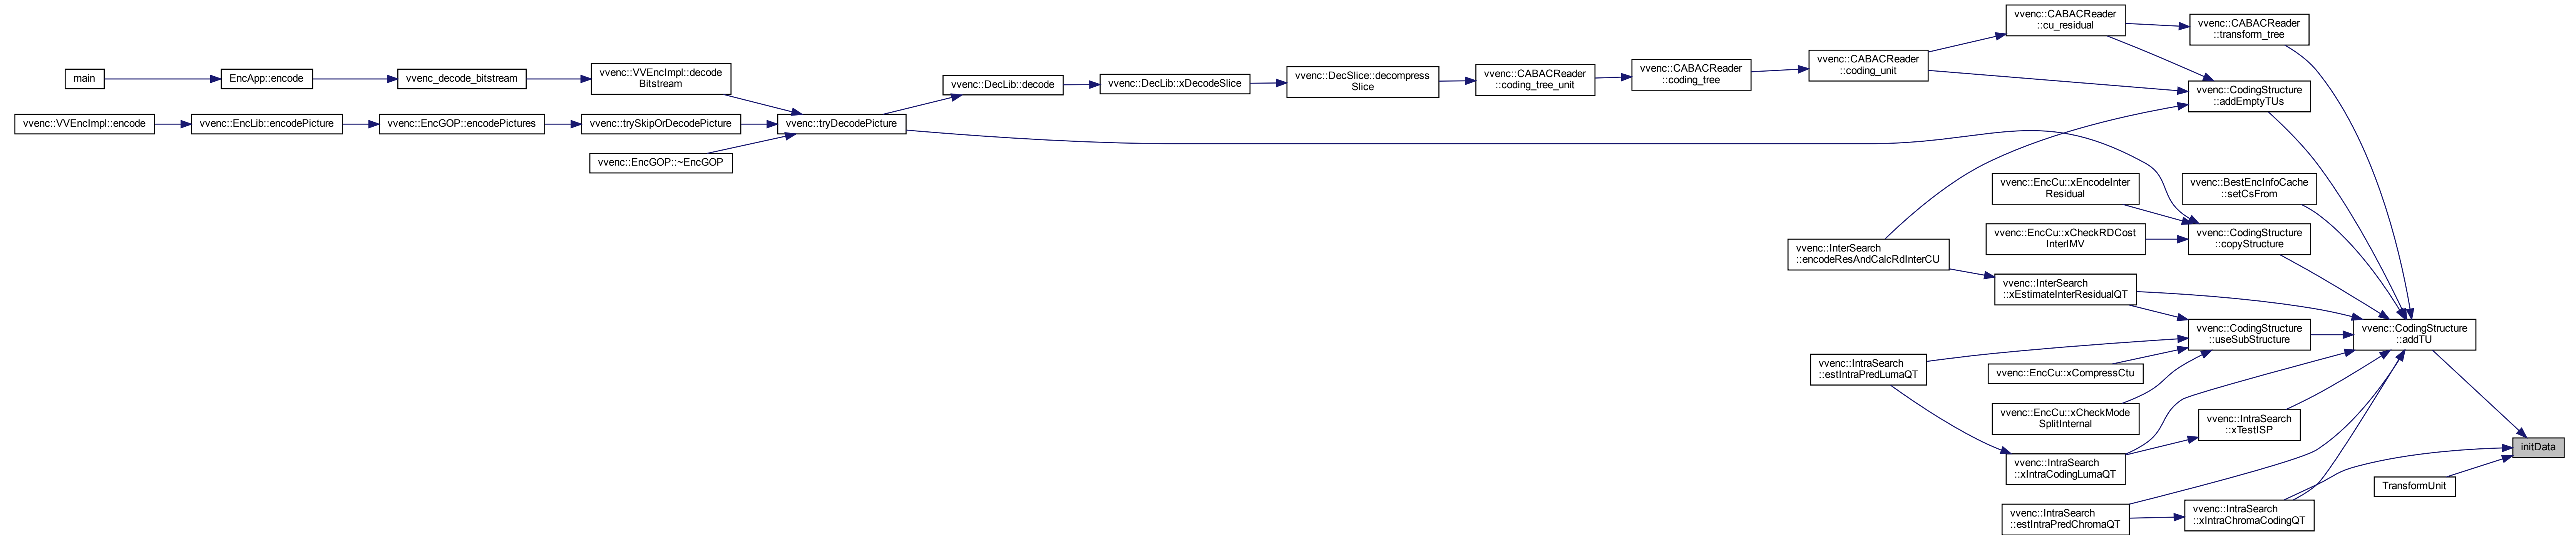 main
EncApp::encode
vvenc_decode_bitstream
vvenc::VVEncImpl::decode
Bitstream
vvenc::VVEncImpl::encode
vvenc::EncLib::encodePicture
vvenc::EncGOP::encodePictures
vvenc::trySkipOrDecodePicture
vvenc::EncGOP::~EncGOP
vvenc::tryDecodePicture
vvenc::DecLib::decode
vvenc::DecLib::xDecodeSlice
vvenc::DecSlice::decompress
Slice
vvenc::CABACReader
::coding_tree_unit
vvenc::CABACReader
::coding_tree
vvenc::CABACReader
::coding_unit
vvenc::CABACReader
::cu_residual
vvenc::CABACReader
::transform_tree
vvenc::CodingStructure
::addEmptyTUs
vvenc::EncCu::xEncodeInter
Residual
vvenc::BestEncInfoCache
::setCsFrom
vvenc::EncCu::xCheckRDCost
InterIMV
vvenc::CodingStructure
::copyStructure
vvenc::InterSearch
::encodeResAndCalcRdInterCU
vvenc::InterSearch
::xEstimateInterResidualQT
vvenc::CodingStructure
::useSubStructure
vvenc::CodingStructure
::addTU
vvenc::IntraSearch
::estIntraPredLumaQT
vvenc::EncCu::xCompressCtu
vvenc::EncCu::xCheckMode
SplitInternal
vvenc::IntraSearch
::xTestISP
vvenc::IntraSearch
::xIntraCodingLumaQT
initData
TransformUnit
vvenc::IntraSearch
::estIntraPredChromaQT
vvenc::IntraSearch
::xIntraChromaCodingQT